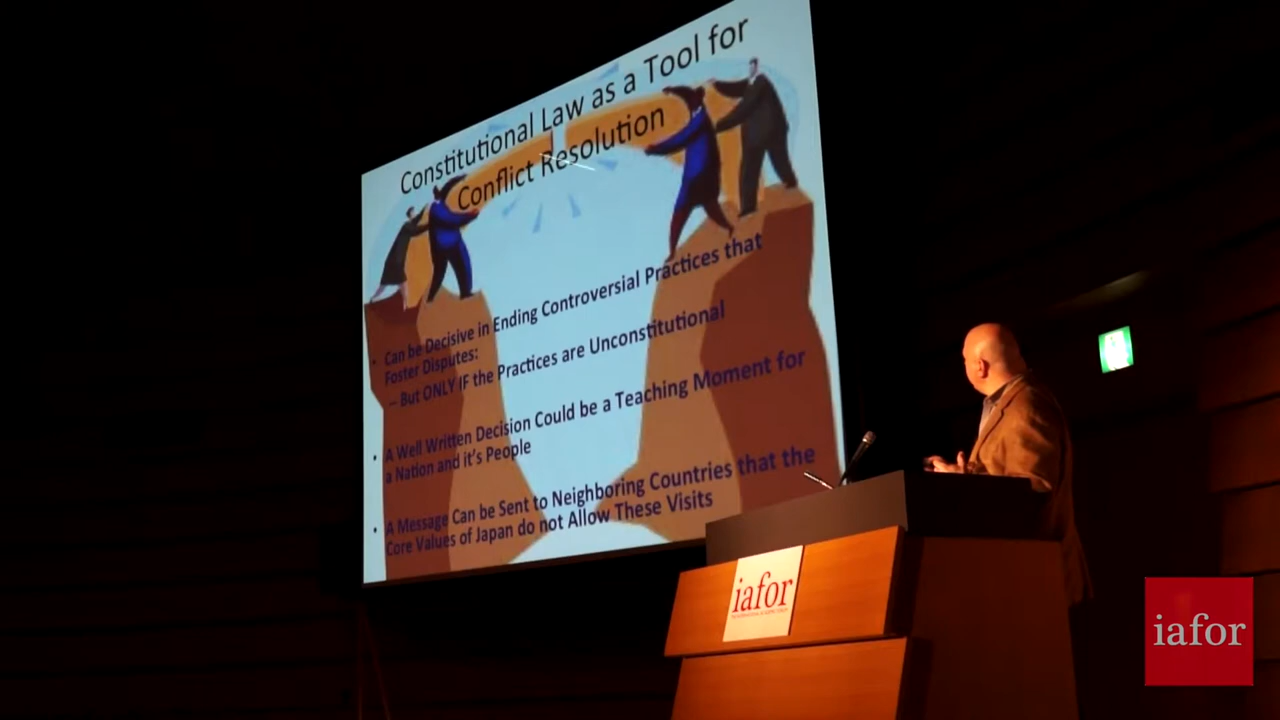 Constitutional Law as a Tool for
Conflict Resolution
• Can be Decisive in Ending Controversial Practices that
Foster Disputes:
– But ONLY IF the Practices are Unconstitutional
• A Well Written Decision Could be a Teaching Moment for
a Nation and it's People
• A Message Can be Sent to Neighboring Countries that the
Core Values of Japan do not Allow These Visits
iafor
iafor